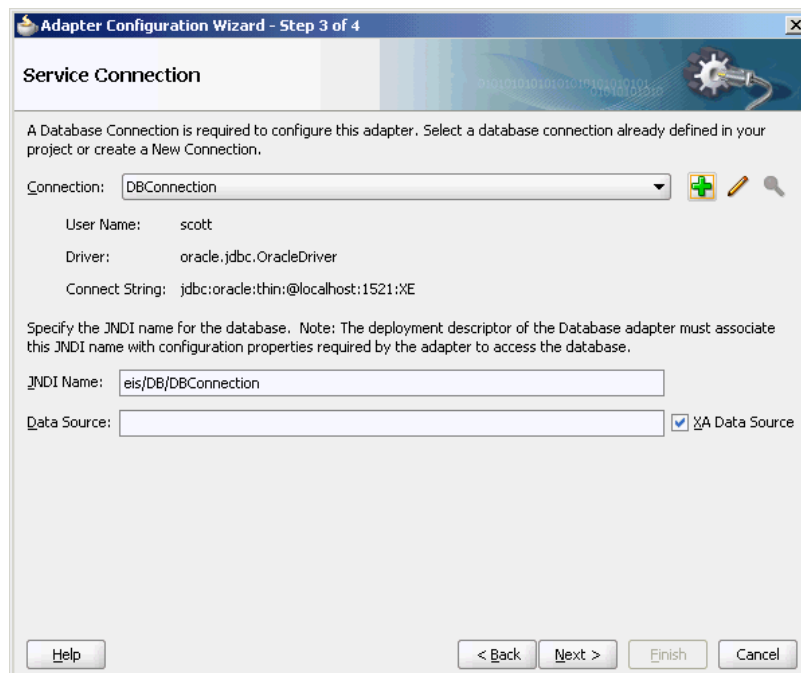 Adapter Configuration Wizard - Step 3 of 4
Service Connection
0101010101010101010101010101
01010101010
A Database Connection is required to configure this adapter. Select a database connection already defined in your
project or create a New Connection.
Connection: DBConnection
User Name: scott
Driver: oracle.jdbc.OracleDriver
Connect String: jdbc:oracle:thin:@localhost:1521:XE
Specify the JNDI name for the database. Note: The deployment descriptor of the Database adapter must associate
this JNDI name with configuration properties required by the adapter to access the database.
JNDI Name: eis/DB/DBConnection
Data Source: XA Data Source
Help < Back Next > Finish Cancel